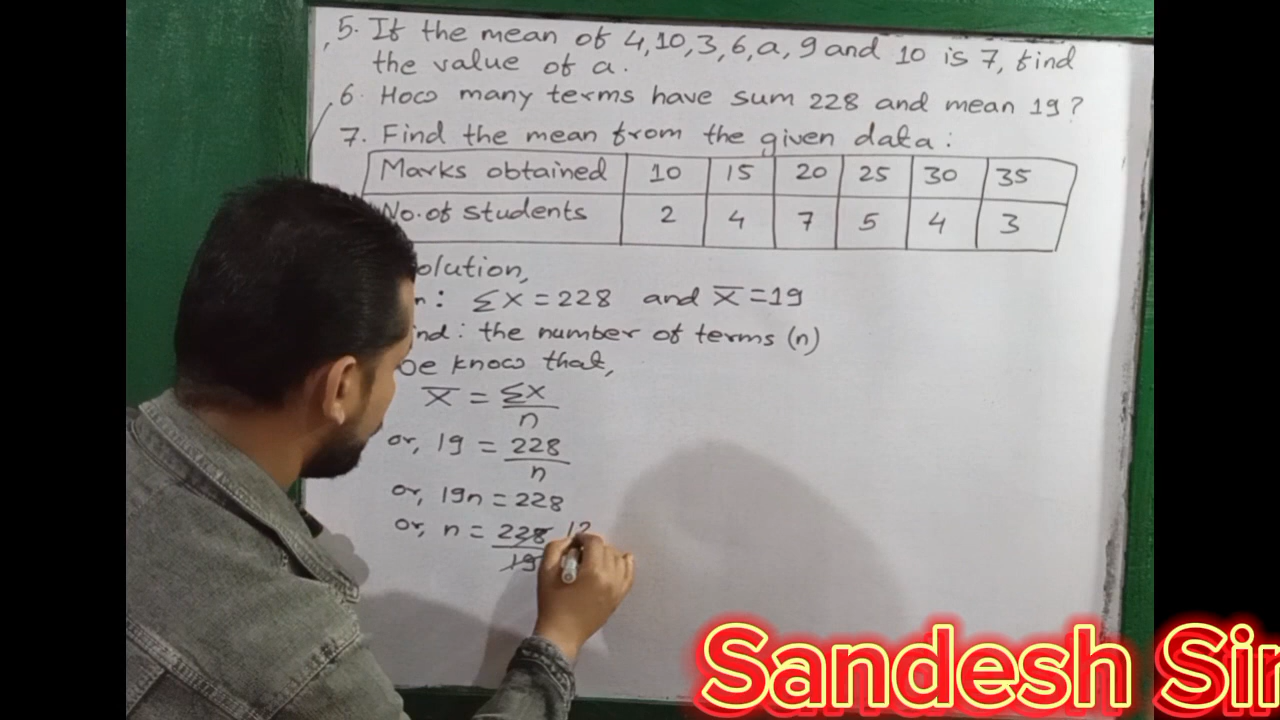 5. If the mean of 4, 10, 3, 6, a, 9 and 10 is 7, find
the value of a.
6. How many terms have sum 228 and mean 19?
7. Find the mean from the given data:
Marks obtained 10 15 20 25 30 35
No. of students 2 4 7 5 4 3
olution,
n: ΣX = 228 and X̅ = 19
ind: the number of terms (n)
know that,
X̅ = ΣX/n
or, 19 = 228/n
or, 19n = 228
or, n = 228/19 12
Sandesh Sir